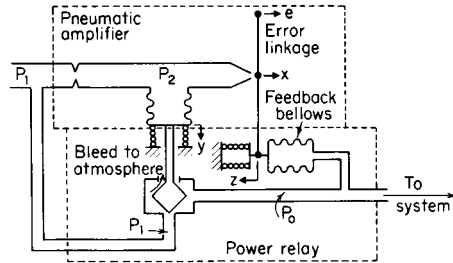 Pneumatic
amplifier
e
Error
linkage
P₁
P₂
x
Feedback
bellows
y
Bleed to
atmosphere
z
To
system
P₁
P₀
Power relay